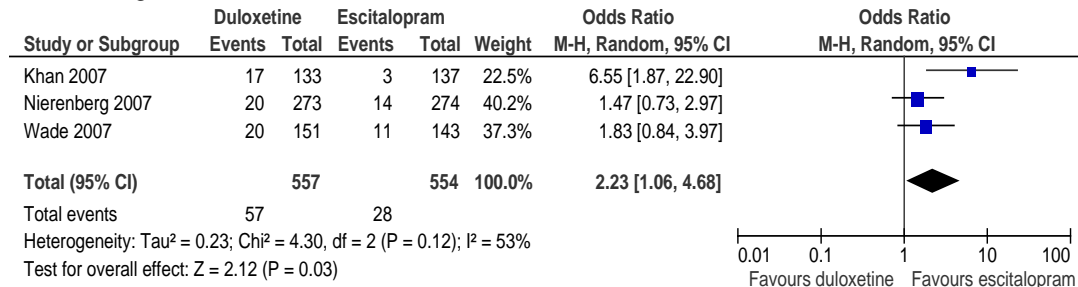 Duloxetine Escitalopram Odds Ratio Odds Ratio
Study or Subgroup Events Total Events Total Weight M-H, Random, 95% CI M-H, Random, 95% CI
Khan 2007 17 133 3 137 22.5% 6.55 [1.87, 22.90]
Nierenberg 2007 20 273 14 274 40.2% 1.47 [0.73, 2.97]
Wade 2007 20 151 11 143 37.3% 1.83 [0.84, 3.97]
Total (95% CI) 557 554 100.0% 2.23 [1.06, 4.68]
Total events 57 28
Heterogeneity: Tau² = 0.23; Chi² = 4.30, df = 2 (P = 0.12); I² = 53%
Test for overall effect: Z = 2.12 (P = 0.03)
0.01 0.1 1 10 100
Favours duloxetine Favours escitalopram